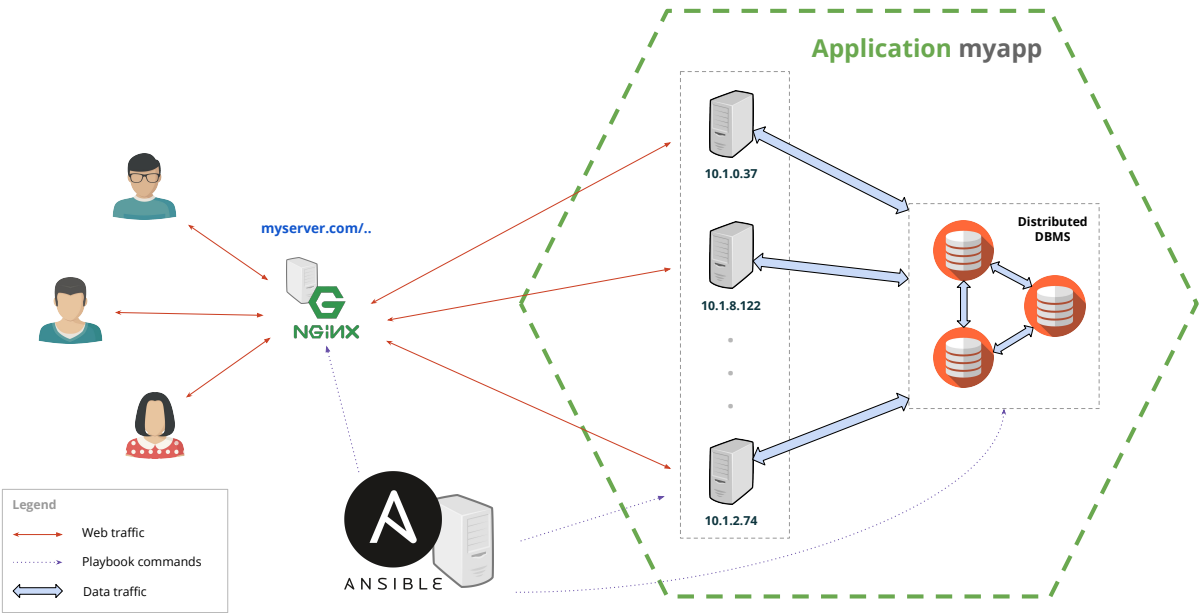 Application myapp
10.1.0.37
myserver.com/..
Distributed
DBMS
NGiNX
10.1.8.122
10.1.2.74
ANSIBLE
Legend
Web traffic
Playbook commands
Data traffic